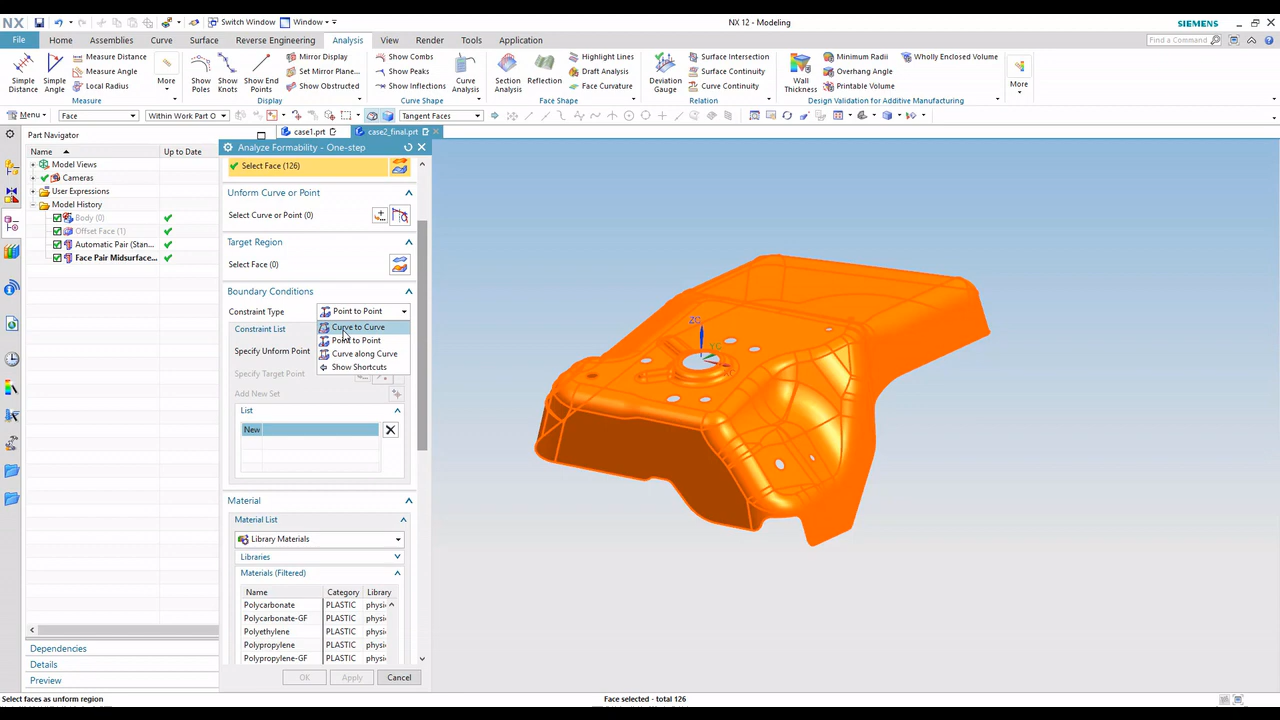 NX
Switch Window
Window
NX 12 - Modeling
SIEMENS
File
Home
Assemblies
Curve
Surface
Reverse Engineering
Analysis
View
Render
Tools
Application
Find a Command
Simple Distance
Simple Angle
Measure Distance
Measure Angle
Local Radius
More
Measure
Show Poles
Show Knots
Show End Points
Mirror Display
Set Mirror Plane...
Show Obstructed
Display
Show Combs
Show Peaks
Show Inflections
Curve Analysis
Curve Shape
Section Analysis
Reflection
Highlight Lines
Draft Analysis
Face Curvature
Face Shape
Deviation Gauge
Surface Intersection
Surface Continuity
Curve Continuity
Relation
Wall Thickness
Minimum Radii
Overhang Angle
Printable Volume
Wholly Enclosed Volume
Design Validation for Additive Manufacturing
More
Menu
Face
Within Work Part O
Tangent Faces
Part Navigator
case1.prt
case2_final.prt
Name
Up to Date
Model Views
Cameras
User Expressions
Model History
Body (0)
Offset Face (1)
Automatic Pair (Stan...
Face Pair Midsurface...
Dependencies
Details
Preview
Analyze Formability - One-step
Select Face (126)
Unform Curve or Point
Select Curve or Point (0)
Target Region
Select Face (0)
Boundary Conditions
Constraint Type
Point to Point
Curve to Curve
Point to Point
Curve along Curve
Show Shortcuts
Constraint List
Specify Unform Point
Specify Target Point
Add New Set
List
New
Material
Material List
Library Materials
Libraries
Materials (Filtered)
Name
Category
Library
Polycarbonate
PLASTIC
physi
Polycarbonate-GF
PLASTIC
physi
Polyethylene
PLASTIC
physi
Polypropylene
PLASTIC
physi
Polypropylene-GF
PLASTIC
physi
OK
Apply
Cancel
ZC
YC
Select faces as unform region
Face selected - total 126